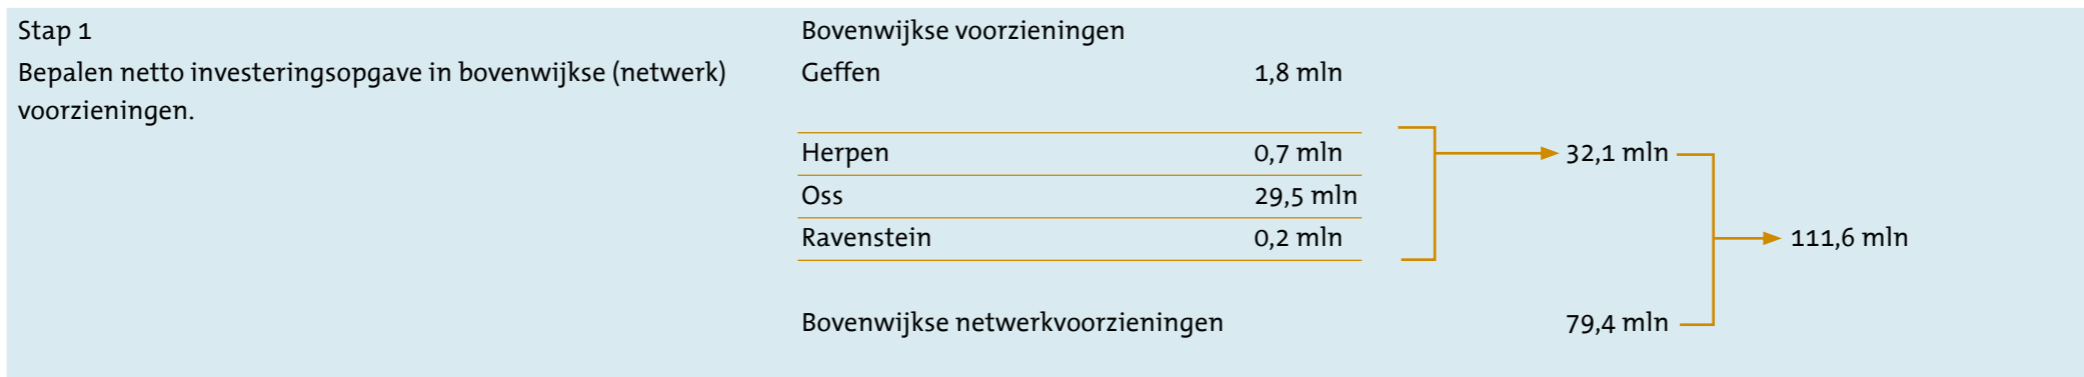 Stap 1
Bepalen netto investeringsopgave in bovenwijkse (netwerk)
voorzieningen.
Bovenwijkse voorzieningen
Geffen 1,8 mln
Herpen 0,7 mln
Oss 29,5 mln
Ravenstein 0,2 mln
32,1 mln
111,6 mln
Bovenwijkse netwerkvoorzieningen 79,4 mln